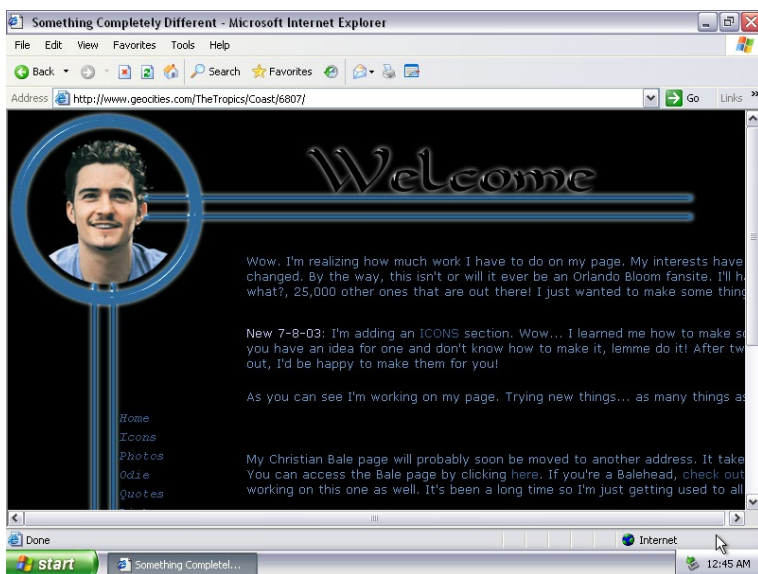 Something Completely Different - Microsoft Internet Explorer
File Edit View Favorites Tools Help
Back Search Favorites
Address http://www.geocities.com/TheTropics/Coast/6807/ Go Links »
Welcome
Wow. I'm realizing how much work I have to do on my page. My interests have
changed. By the way, this isn't or will it ever be an Orlando Bloom fansite. I'll
what?, 25,000 other ones that are out there! I just wanted to make some
New 7-8-03: I'm adding an ICONS section. Wow... I learned me how to make
you have an idea for one and don't know how to make it, lemme do it! After
out, I'd be happy to make them for you!
As you can see I'm working on my page. Trying new things... as many things
Home
Icons
Photos
Odie
Quotes
My Christian Bale page will probably soon be moved to another address. It take
You can access the Bale page by clicking here. If you're a Balehead, check out
working on this one as well. It's been a long time so I'm just getting used to all
Done Internet
start Something Completel... 12:45 AM